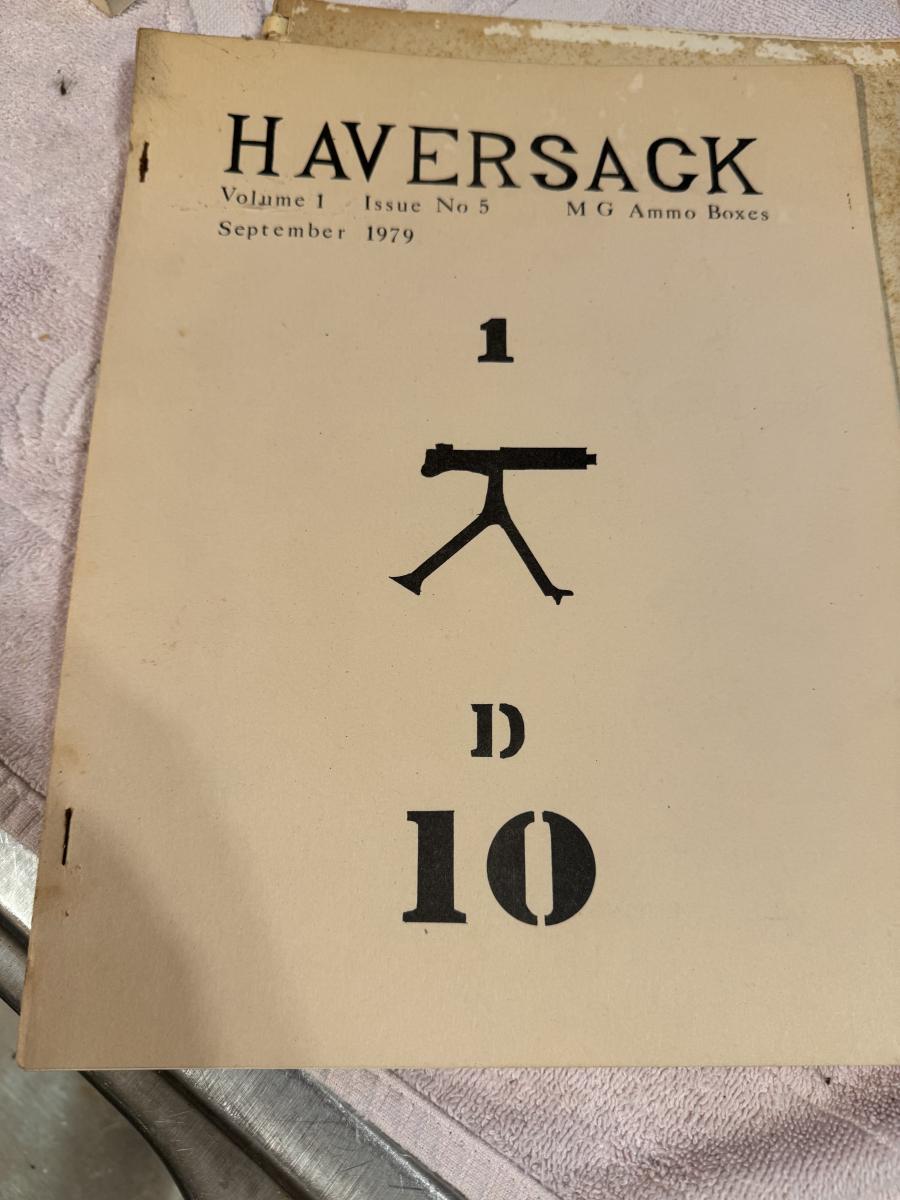 HAVERSACK
Volume 1 Issue No 5 M G Ammo Boxes
September 1979
1
D
10